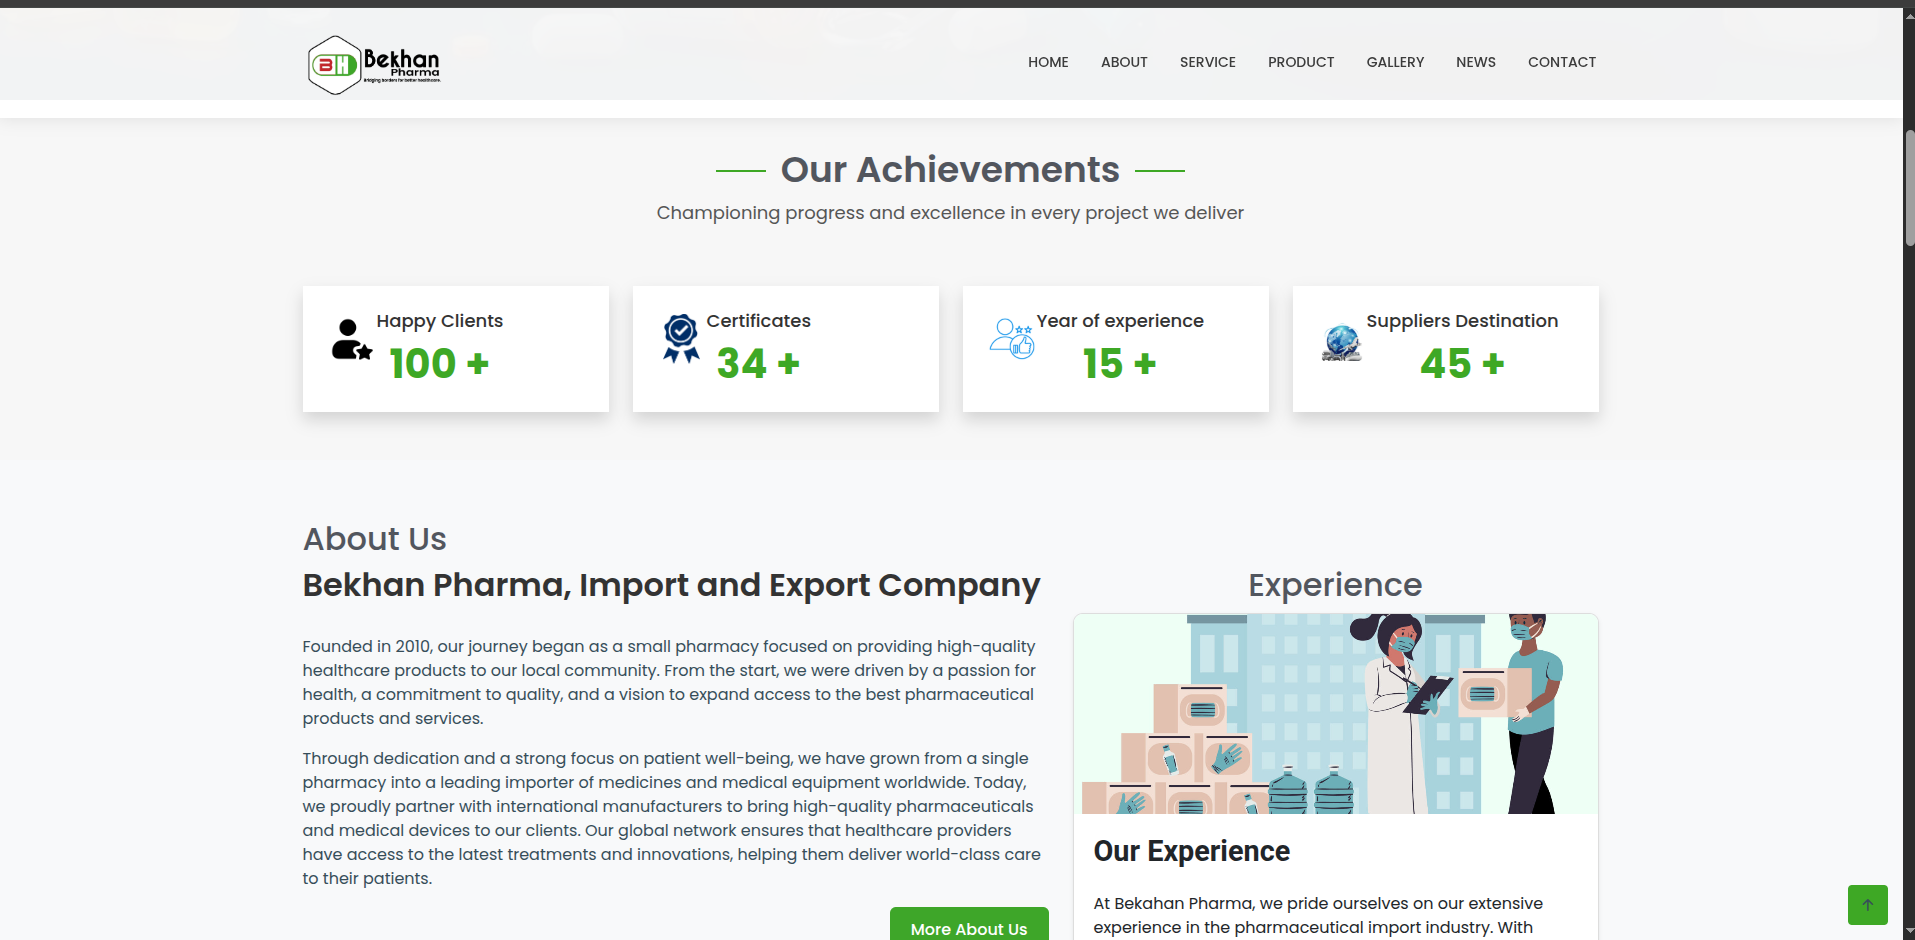 BH
Bekhan
Pharma
Bridging borders for better healthcare.
HOME ABOUT SERVICE PRODUCT GALLERY NEWS CONTACT
Our Achievements
Championing progress and excellence in every project we deliver
Happy Clients
100 +
Certificates
34 +
Year of experience
15 +
Suppliers Destination
45 +
About Us
Bekhan Pharma, Import and Export Company
Founded in 2010, our journey began as a small pharmacy focused on providing high-quality
healthcare products to our local community. From the start, we were driven by a passion for
health, a commitment to quality, and a vision to expand access to the best pharmaceutical
products and services.
Through dedication and a strong focus on patient well-being, we have grown from a single
pharmacy into a leading importer of medicines and medical equipment worldwide. Today,
we proudly partner with international manufacturers to bring high-quality pharmaceuticals
and medical devices to our clients. Our global network ensures that healthcare providers
have access to the latest treatments and innovations, helping them deliver world-class care
to their patients.
More About Us
Experience
Our Experience
At Bekahan Pharma, we pride ourselves on our extensive
experience in the pharmaceutical import industry. With